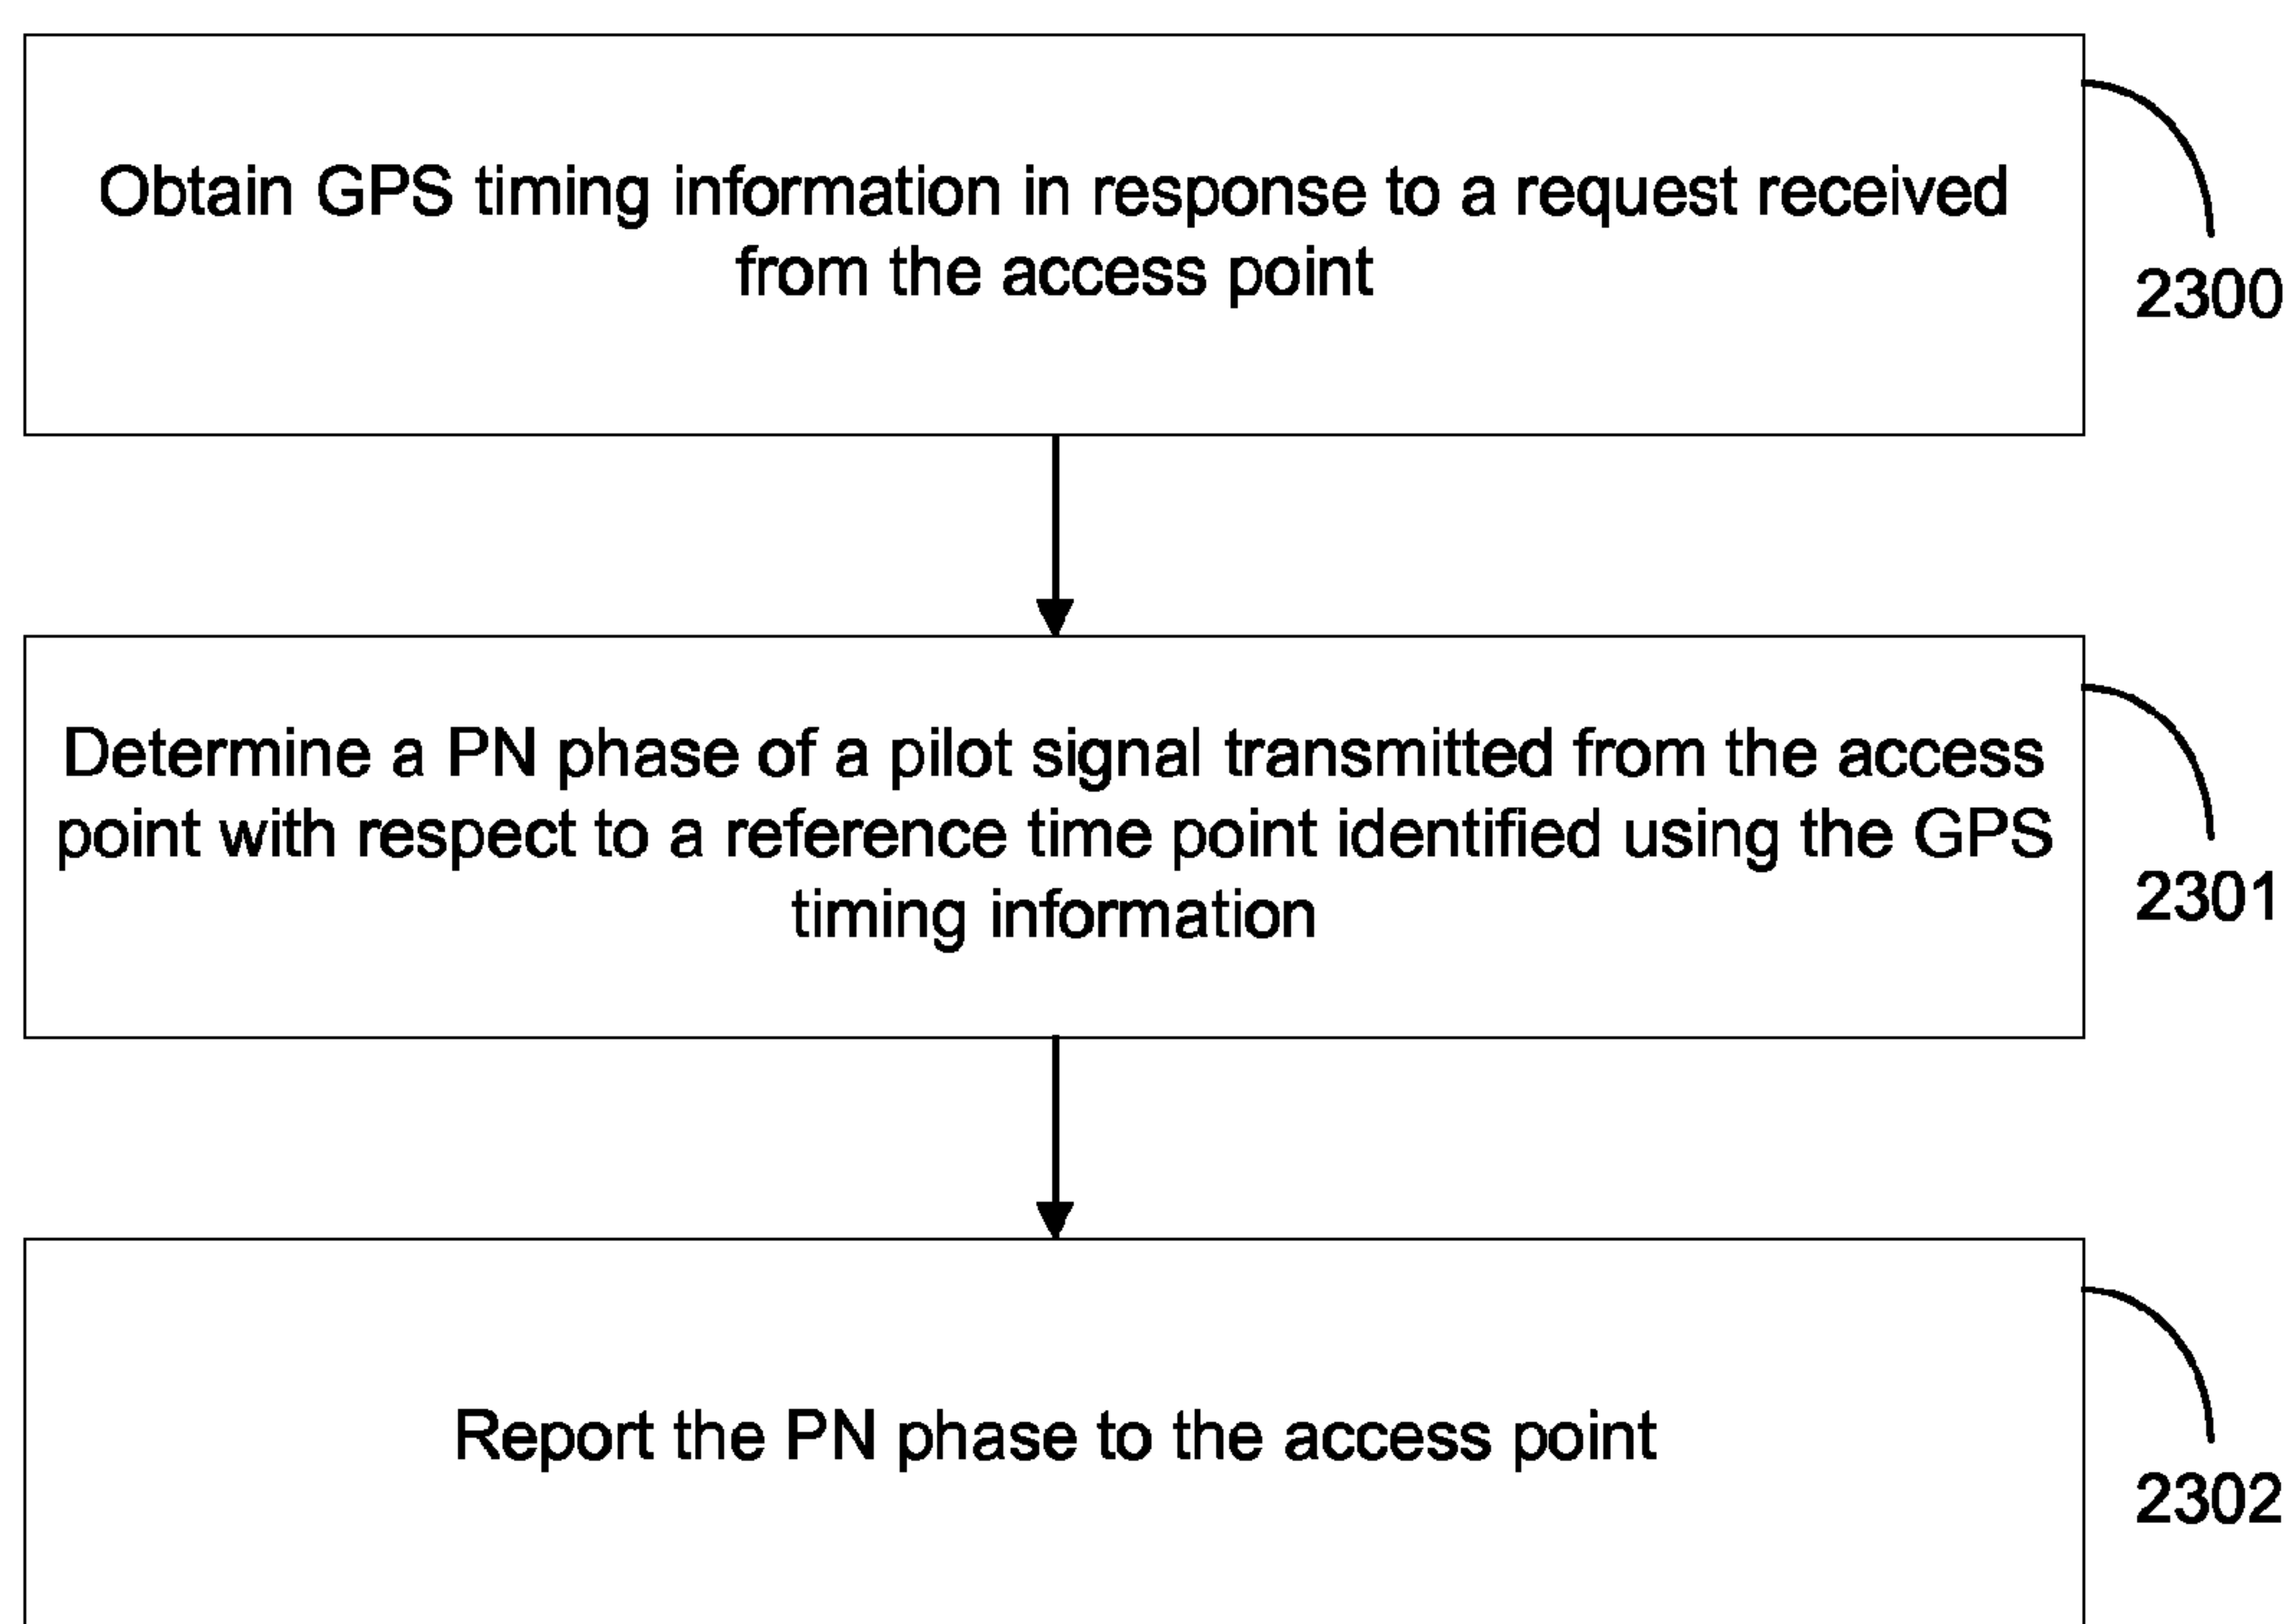 Obtain GPS timing information in response to a request received
from the access point
2300
Determine a PN phase of a pilot signal transmitted from the access
point with respect to a reference time point identified using the GPS
timing information
2301
Report the PN phase to the access point
2302